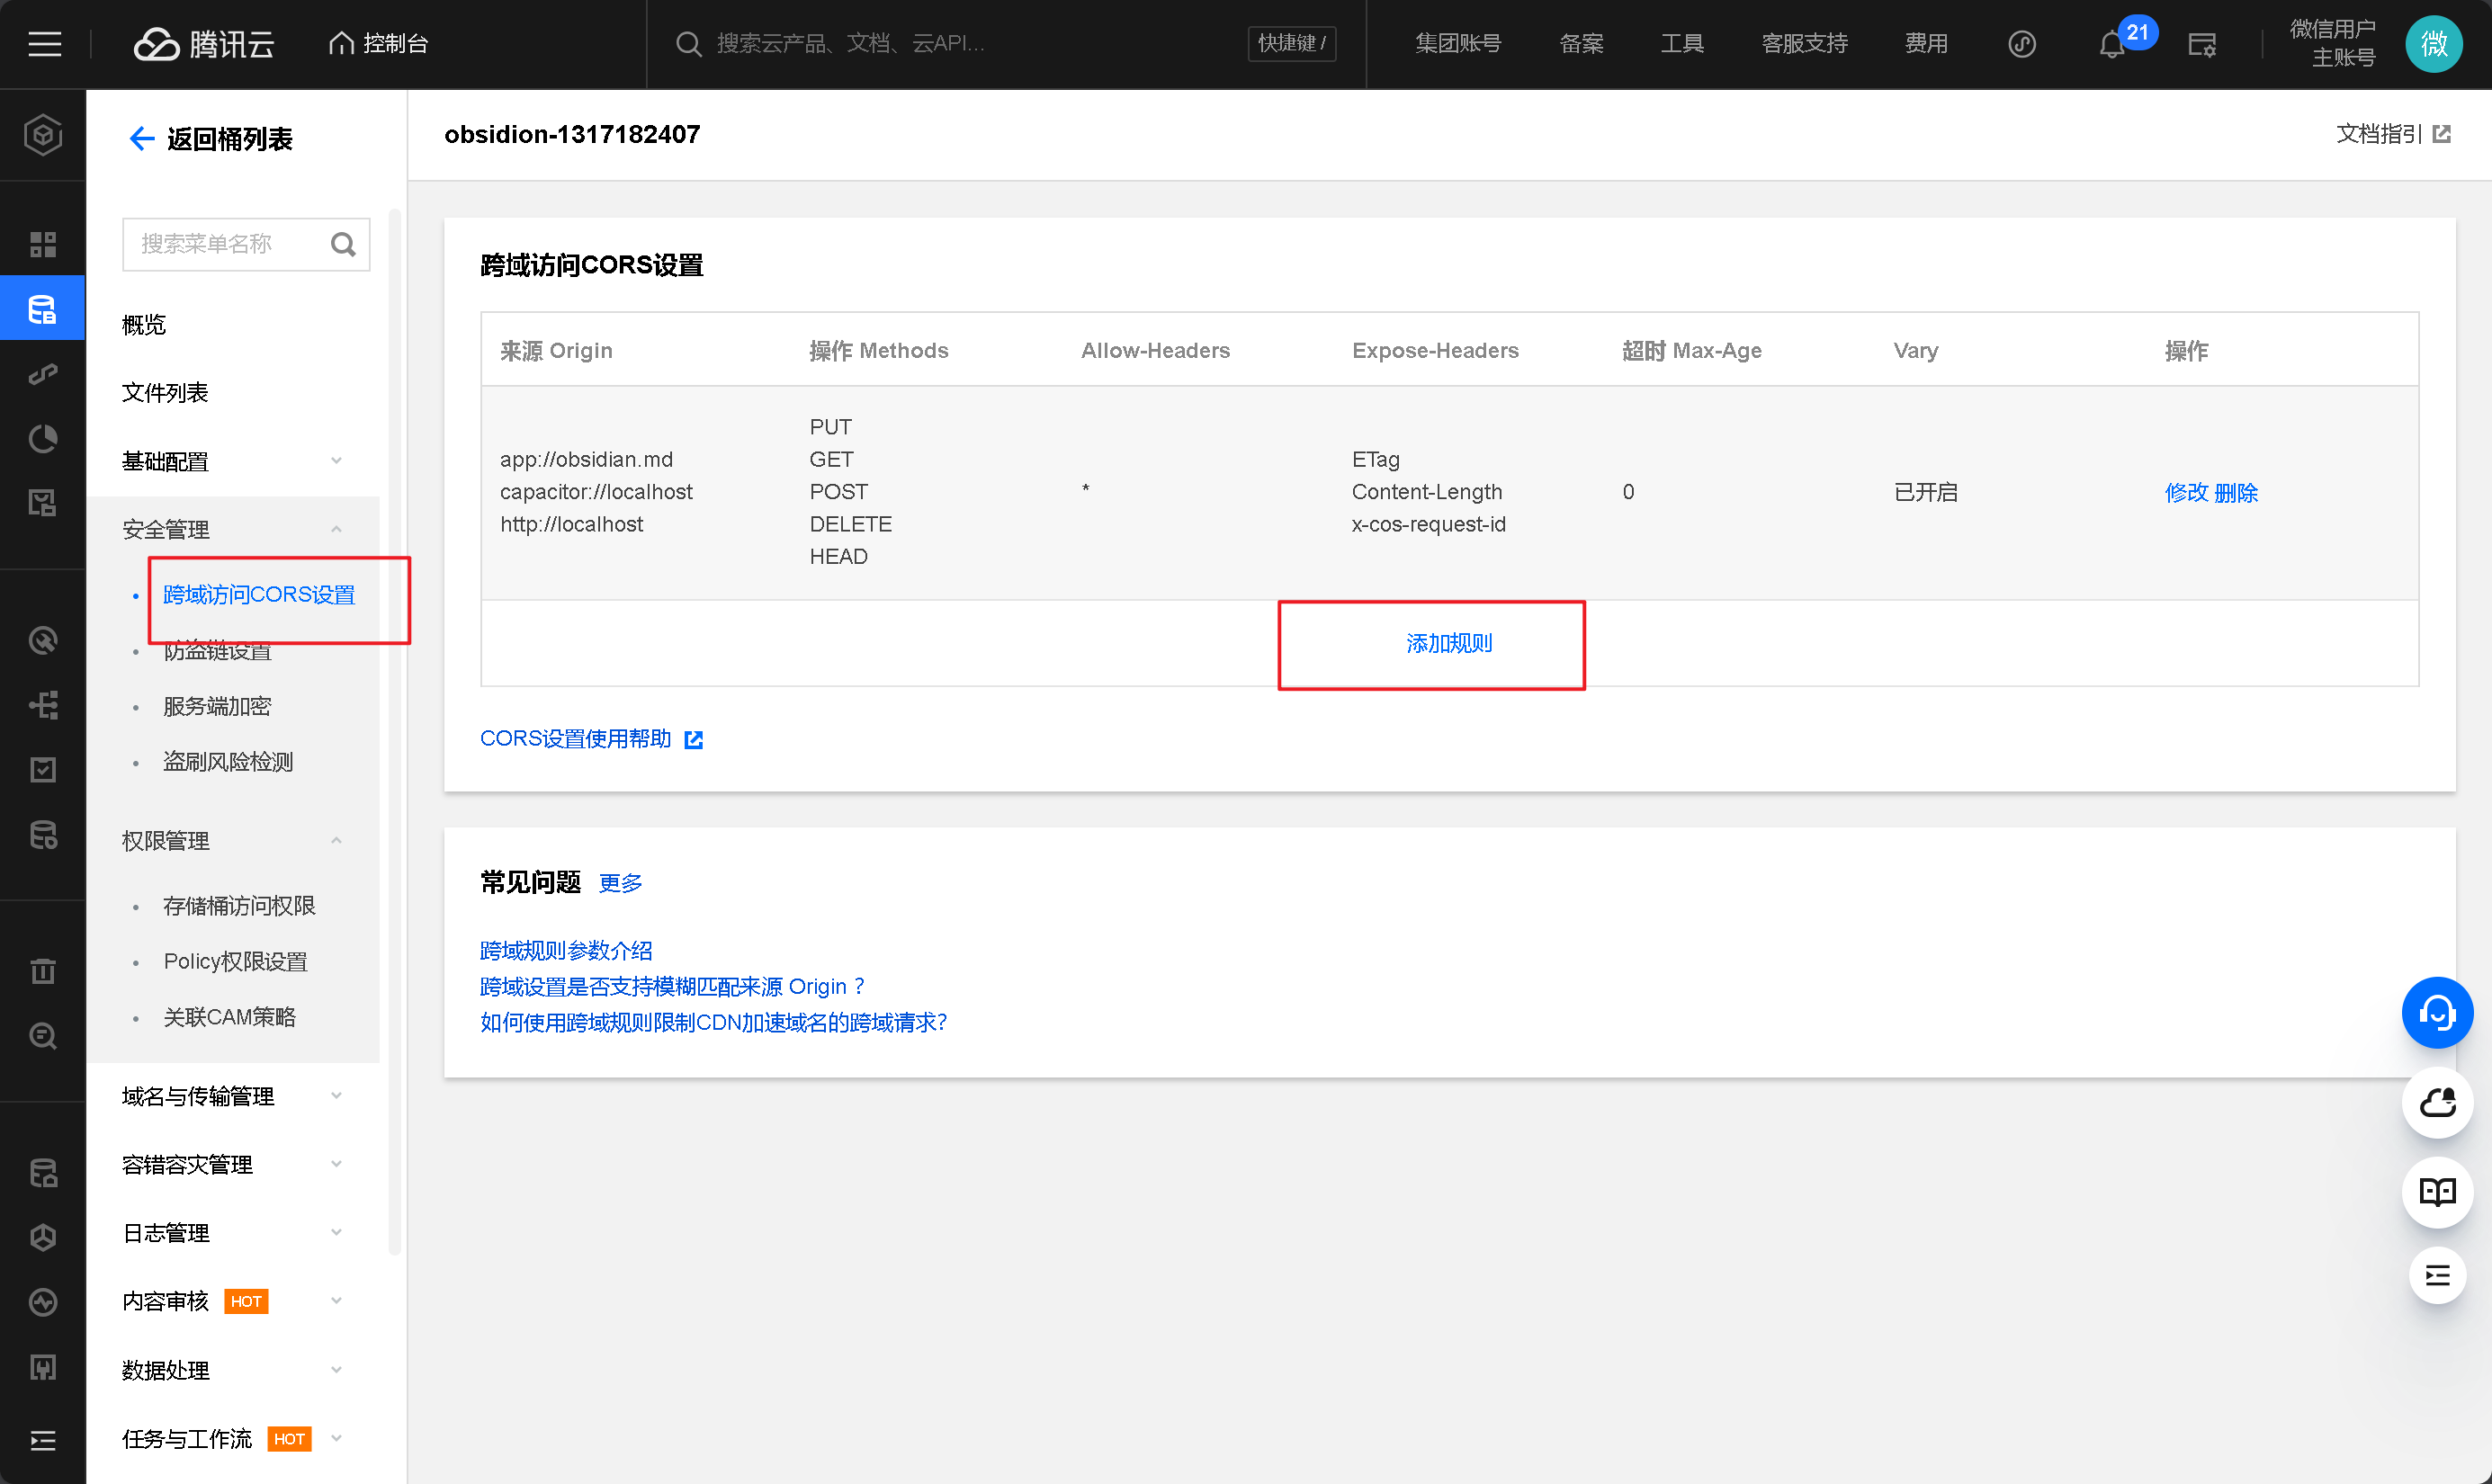 腾讯云
控制台
搜索云产品、文档、云API...
快捷键 /
集团账号
备案
工具
客服支持
费用
21
微信用户
主账号
微
返回桶列表
搜索菜单名称
概览
文件列表
基础配置
安全管理
跨域访问CORS设置
防盗链设置
服务端加密
盗刷风险检测
权限管理
存储桶访问权限
Policy权限设置
关联CAM策略
域名与传输管理
容错容灾管理
日志管理
内容审核 HOT
数据处理
任务与工作流 HOT
obsidion-1317182407
文档指引
跨域访问CORS设置
来源 Origin 操作 Methods Allow-Headers Expose-Headers 超时 Max-Age Vary 操作
app://obsidian.md
capacitor://localhost
http://localhost
PUT
GET
POST
DELETE
HEAD
*
ETag
Content-Length
x-cos-request-id
0
已开启
修改 删除
添加规则
CORS设置使用帮助
常见问题 更多
跨域规则参数介绍
跨域设置是否支持模糊匹配来源 Origin ?
如何使用跨域规则限制CDN加速域名的跨域请求?